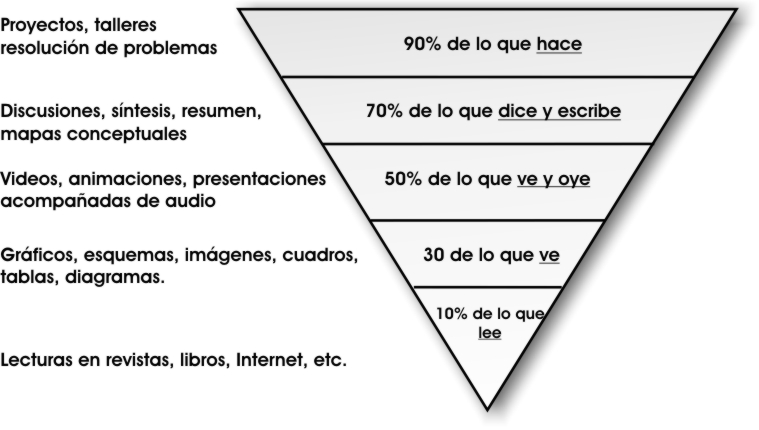 Proyectos, talleres
resolución de problemas
90% de lo que hace
Discusiones, síntesis, resumen,
mapas conceptuales
70% de lo que dice y escribe
Videos, animaciones, presentaciones
acompañadas de audio
50% de lo que ve y oye
Gráficos, esquemas, imágenes, cuadros,
tablas, diagramas.
30 de lo que ve
10% de lo que
lee
Lecturas en revistas, libros, Internet, etc.